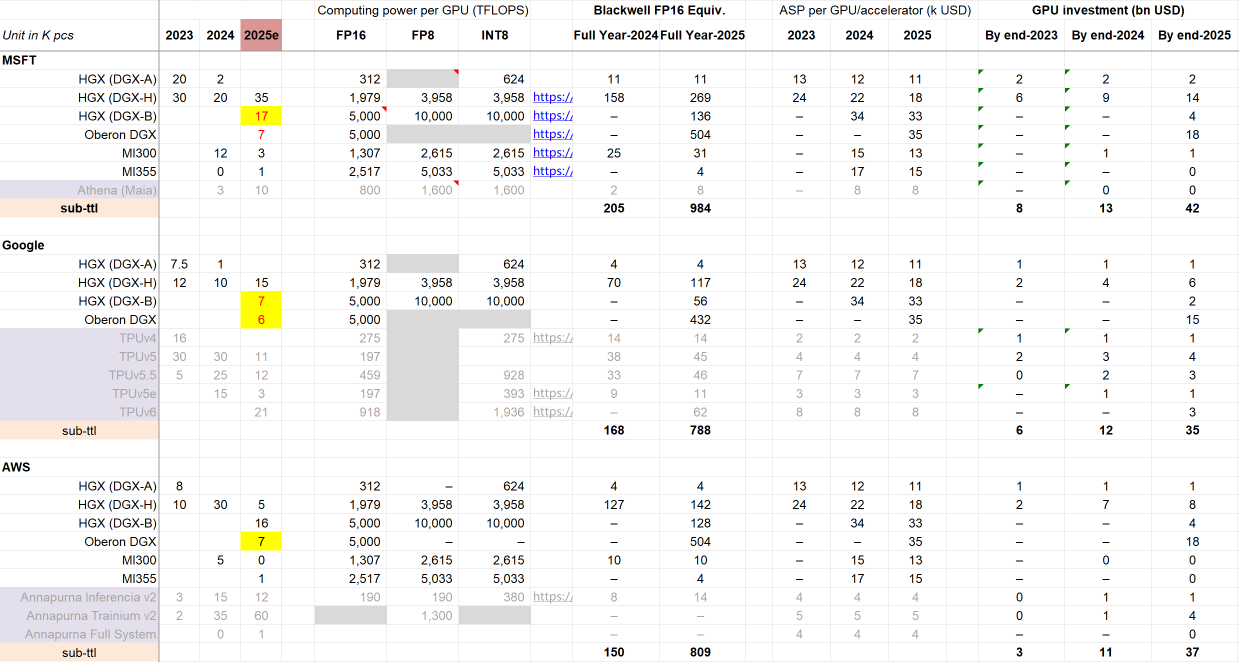 Computing power per GPU (TFLOPS) Blackwell FP16 Equiv. ASP per GPU/accelerator (k USD) GPU investment (bn USD)
Unit in K pcs 2023 2024 2025e FP16 FP8 INT8 Full Year-2024 Full Year-2025 2023 2024 2025 By end-2023 By end-2024 By end-2025
MSFT
HGX (DGX-A) 20 2 312 624 11 11 13 12 11 2 2 2
HGX (DGX-H) 30 20 35 1,979 3,958 3,958 https:/ 158 269 24 22 18 6 9 14
HGX (DGX-B) 17 5,000 10,000 10,000 https:/ – 136 – 34 33 – – 4
Oberon DGX 7 5,000 https:/ – 504 – – 35 – – 18
MI300 12 3 1,307 2,615 2,615 https:/ 25 31 – 15 13 – 1 1
MI355 0 1 2,517 5,033 5,033 https:/ – 4 – 17 15 – – 0
Athena (Maia) 3 10 800 1,600 1,600 2 8 – 8 8 – 0 0
sub-ttl 205 984 8 13 42
Google
HGX (DGX-A) 7.5 1 312 624 4 4 13 12 11 1 1 1
HGX (DGX-H) 12 10 15 1,979 3,958 3,958 70 117 24 22 18 2 4 6
HGX (DGX-B) 7 5,000 10,000 10,000 – 56 – 34 33 – – 2
Oberon DGX 6 5,000 – 432 – – 35 – – 15
TPUv4 16 275 275 https:/ 14 14 2 2 2 1 1 1
TPUv5 30 30 11 197 38 45 4 4 4 2 3 4
TPUv5.5 5 25 12 459 928 33 46 7 7 7 0 2 3
TPUv5e 15 3 197 393 https:/ 9 11 3 3 3 – 1 1
TPUv6 21 918 1,936 https:/ – 62 8 8 8 – – 3
sub-ttl 168 788 6 12 35
AWS
HGX (DGX-A) 8 312 – 624 4 4 13 12 11 1 1 1
HGX (DGX-H) 10 30 5 1,979 3,958 3,958 127 142 24 22 18 2 7 8
HGX (DGX-B) 16 5,000 10,000 10,000 – 128 – 34 33 – – 4
Oberon DGX 7 5,000 – – – 504 – – 35 – – 18
MI300 5 0 1,307 2,615 2,615 10 10 – 15 13 – 0 0
MI355 1 2,517 5,033 5,033 – 4 – 17 15 – – 0
Annapurna Inferencia v2 3 15 12 190 190 380 https:/ 8 14 4 4 4 0 1 1
Annapurna Trainium v2 2 35 60 1,300 – – 5 5 5 0 1 4
Annapurna Full System 0 1 – – 4 4 4 – – 0
sub-ttl 150 809 3 11 37